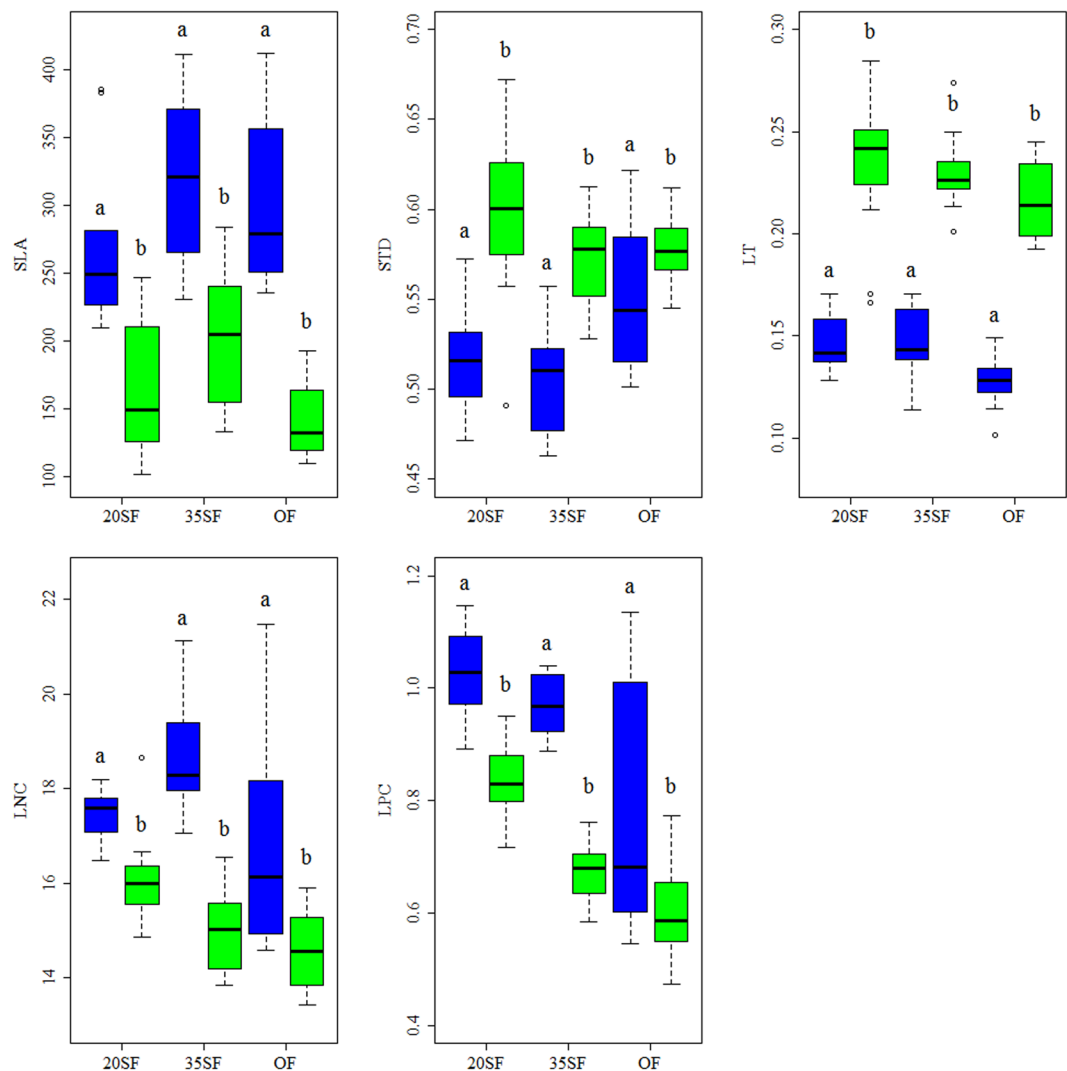 SLA
400
350
300
250
200
150
100
a
b
a
b
a
b
20SF
35SF
OF
STD
0.70
0.65
0.60
0.55
0.50
0.45
a
b
a
b
a
b
20SF
35SF
OF
LT
0.30
0.25
0.20
0.15
0.10
a
b
a
b
a
b
20SF
35SF
OF
LNC
22
20
18
16
14
a
b
a
b
a
b
20SF
35SF
OF
LPC
1.2
1.0
0.8
0.6
0.4
a
b
a
b
a
b
20SF
35SF
OF